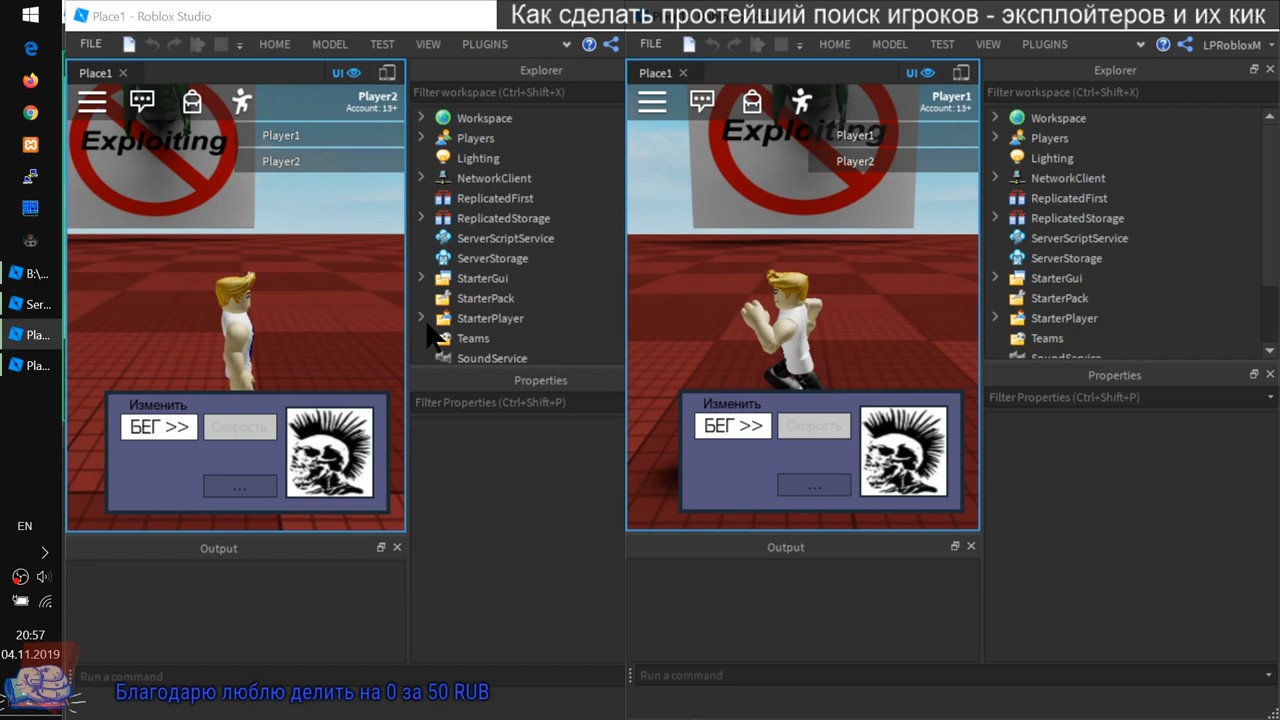 Place1 - Roblox Studio
Как сделать простейший поиск игроков - эксплойтеров и их кик
FILE HOME MODEL TEST VIEW PLUGINS
FILE HOME MODEL TEST VIEW PLUGINS LPRobloxM
Place1
UI
Explorer
Filter workspace (Ctrl+Shift+X)
Player2
Account: 13+
Exploiting
Player1
Player2
Workspace
Players
Lighting
NetworkClient
ReplicatedFirst
ReplicatedStorage
ServerScriptService
ServerStorage
StarterGui
StarterPack
StarterPlayer
Teams
SoundService
Properties
Filter Properties (Ctrl+Shift+P)
Изменить
БЕГ >>
Скорость
...
Output
Run a command
Place1
UI
Explorer
Filter workspace (Ctrl+Shift+X)
Player1
Account: 13+
Exploiting
Player1
Player2
Workspace
Players
Lighting
NetworkClient
ReplicatedFirst
ReplicatedStorage
ServerScriptService
ServerStorage
StarterGui
StarterPack
StarterPlayer
Teams
SoundService
Properties
Filter Properties (Ctrl+Shift+P)
Изменить
БЕГ >>
Скорость
...
Output
Run a command
B:\...
Ser...
Pla...
Pla...
EN
20:57
04.11.2019
Благодарю люблю делить на 0 за 50 RUB